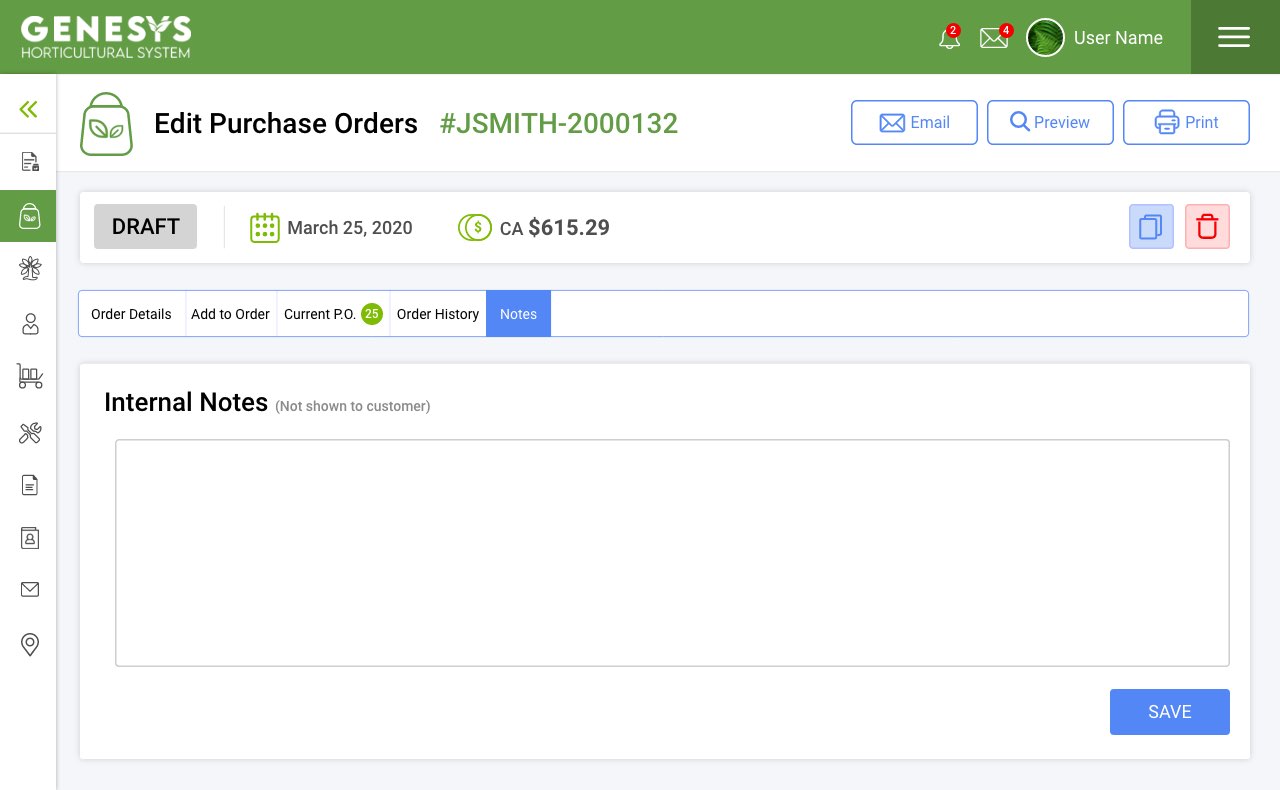 GENESYS
HORTICULTURAL SYSTEM
2
4
User Name
Edit Purchase Orders #JSMITH-2000132
Email
Preview
Print
DRAFT
March 25, 2020
$
CA $615.29
Order Details
Add to Order
Current P.O. 25
Order History
Notes
Internal Notes (Not shown to customer)
SAVE